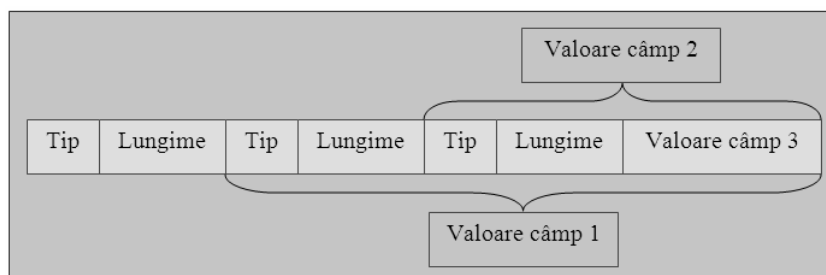 Valoare câmp 2
Tip Lungime Tip Lungime Tip Lungime Valoare câmp 3
Valoare câmp 1